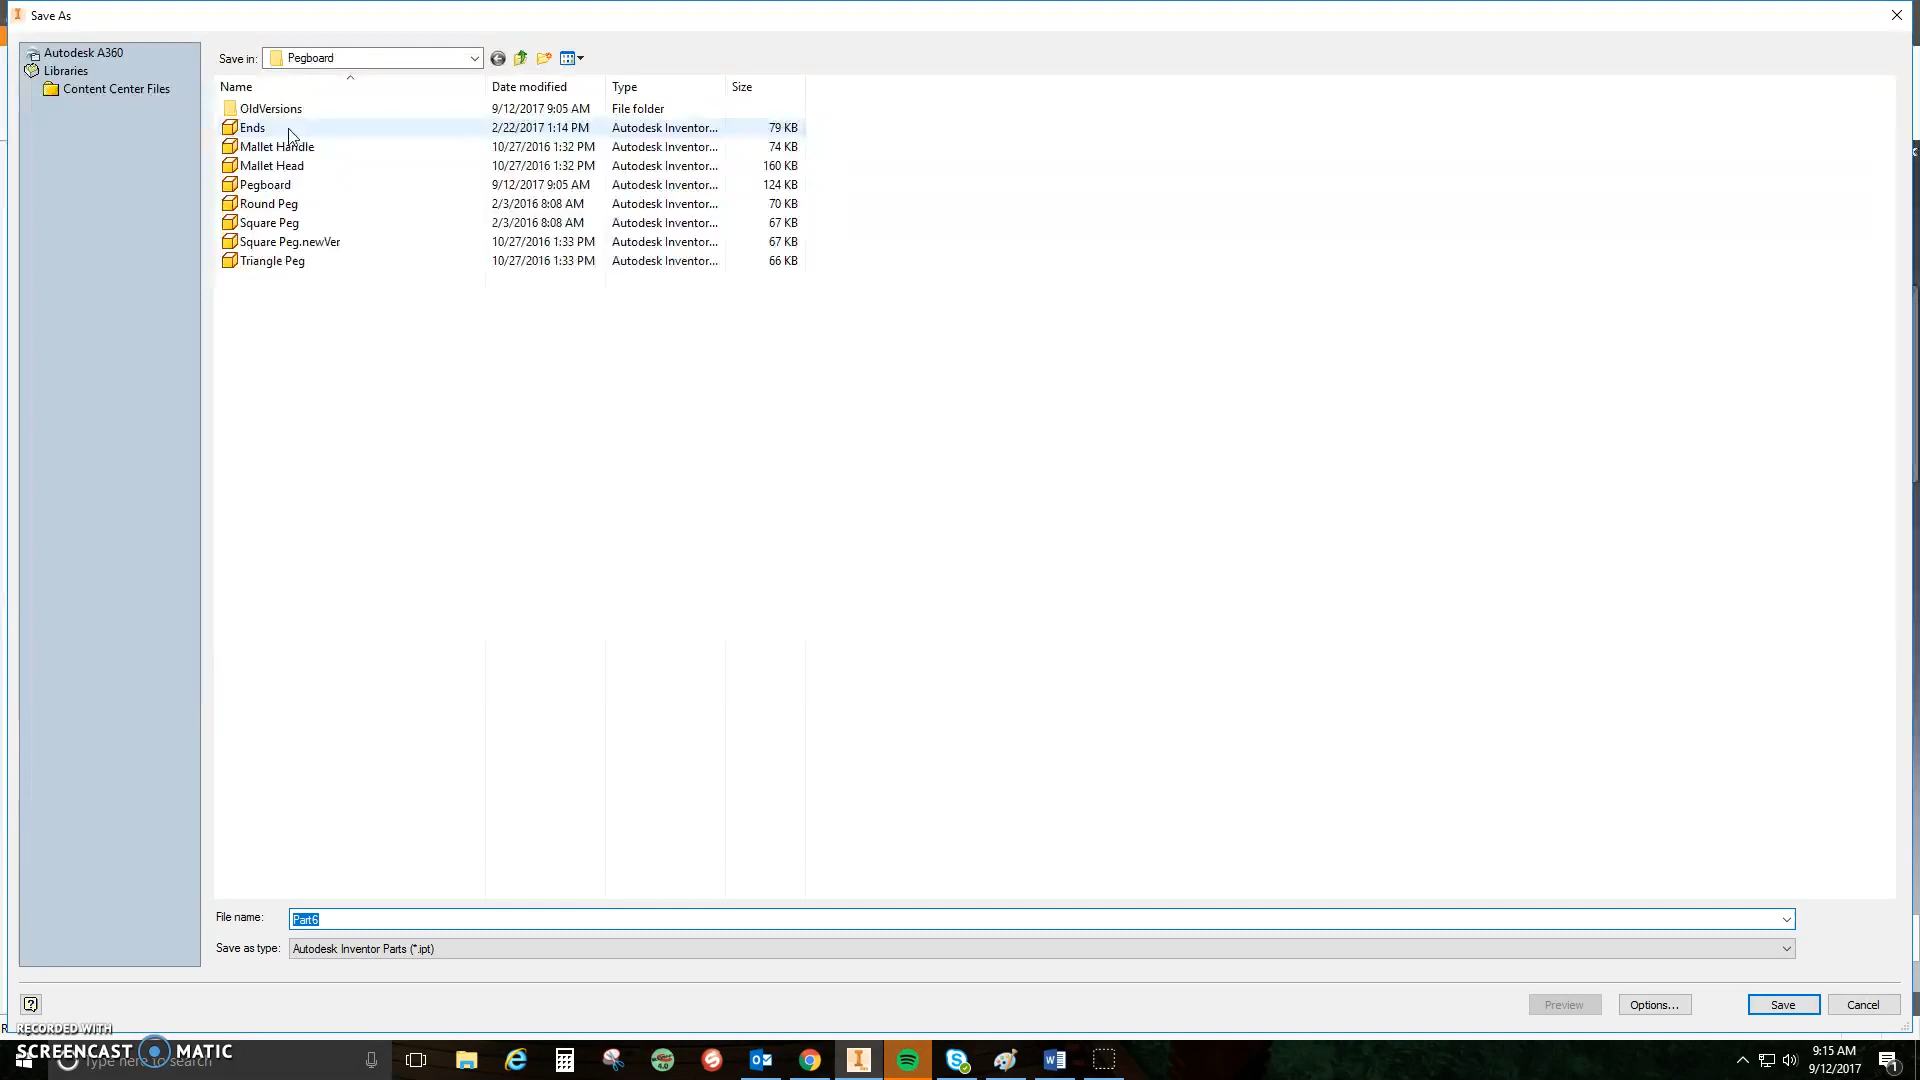 Save As
Autodesk A360
Libraries
Content Center Files
Save in: Pegboard
Name Date modified Type Size
OldVersions 9/12/2017 9:05 AM File folder
Ends 2/22/2017 1:14 PM Autodesk Inventor... 79 KB
Mallet Handle 10/27/2016 1:32 PM Autodesk Inventor... 74 KB
Mallet Head 10/27/2016 1:32 PM Autodesk Inventor... 160 KB
Pegboard 9/12/2017 9:05 AM Autodesk Inventor... 124 KB
Round Peg 2/3/2016 8:08 AM Autodesk Inventor... 70 KB
Square Peg 2/3/2016 8:08 AM Autodesk Inventor... 67 KB
Square Peg.newVer 10/27/2016 1:33 PM Autodesk Inventor... 67 KB
Triangle Peg 10/27/2016 1:33 PM Autodesk Inventor... 66 KB
File name: Part6
Save as type: Autodesk Inventor Parts (*.ipt)
Preview Options... Save Cancel
RECORDED WITH
SCREENCAST MATIC
Type here to search
4.0
9:15 AM
9/12/2017
1